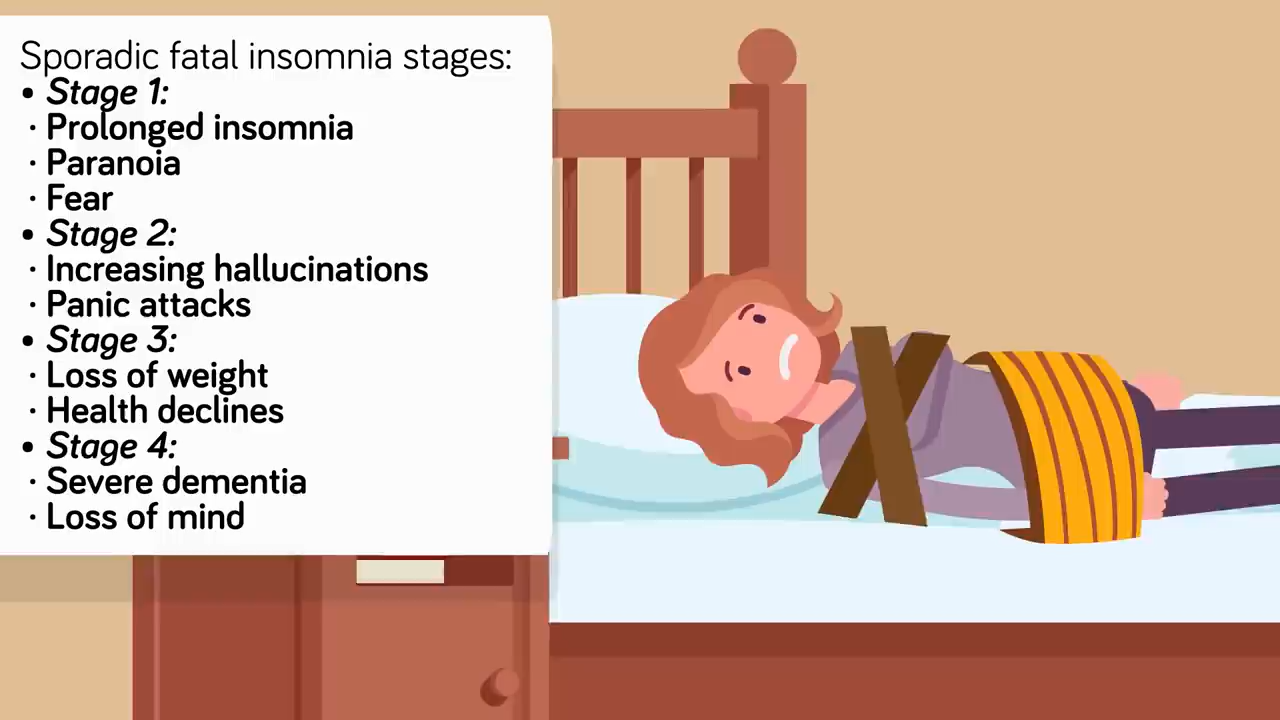 Sporadic fatal insomnia stages:
• Stage 1:
· Prolonged insomnia
· Paranoia
· Fear
• Stage 2:
· Increasing hallucinations
· Panic attacks
• Stage 3:
· Loss of weight
· Health declines
• Stage 4:
· Severe dementia
· Loss of mind